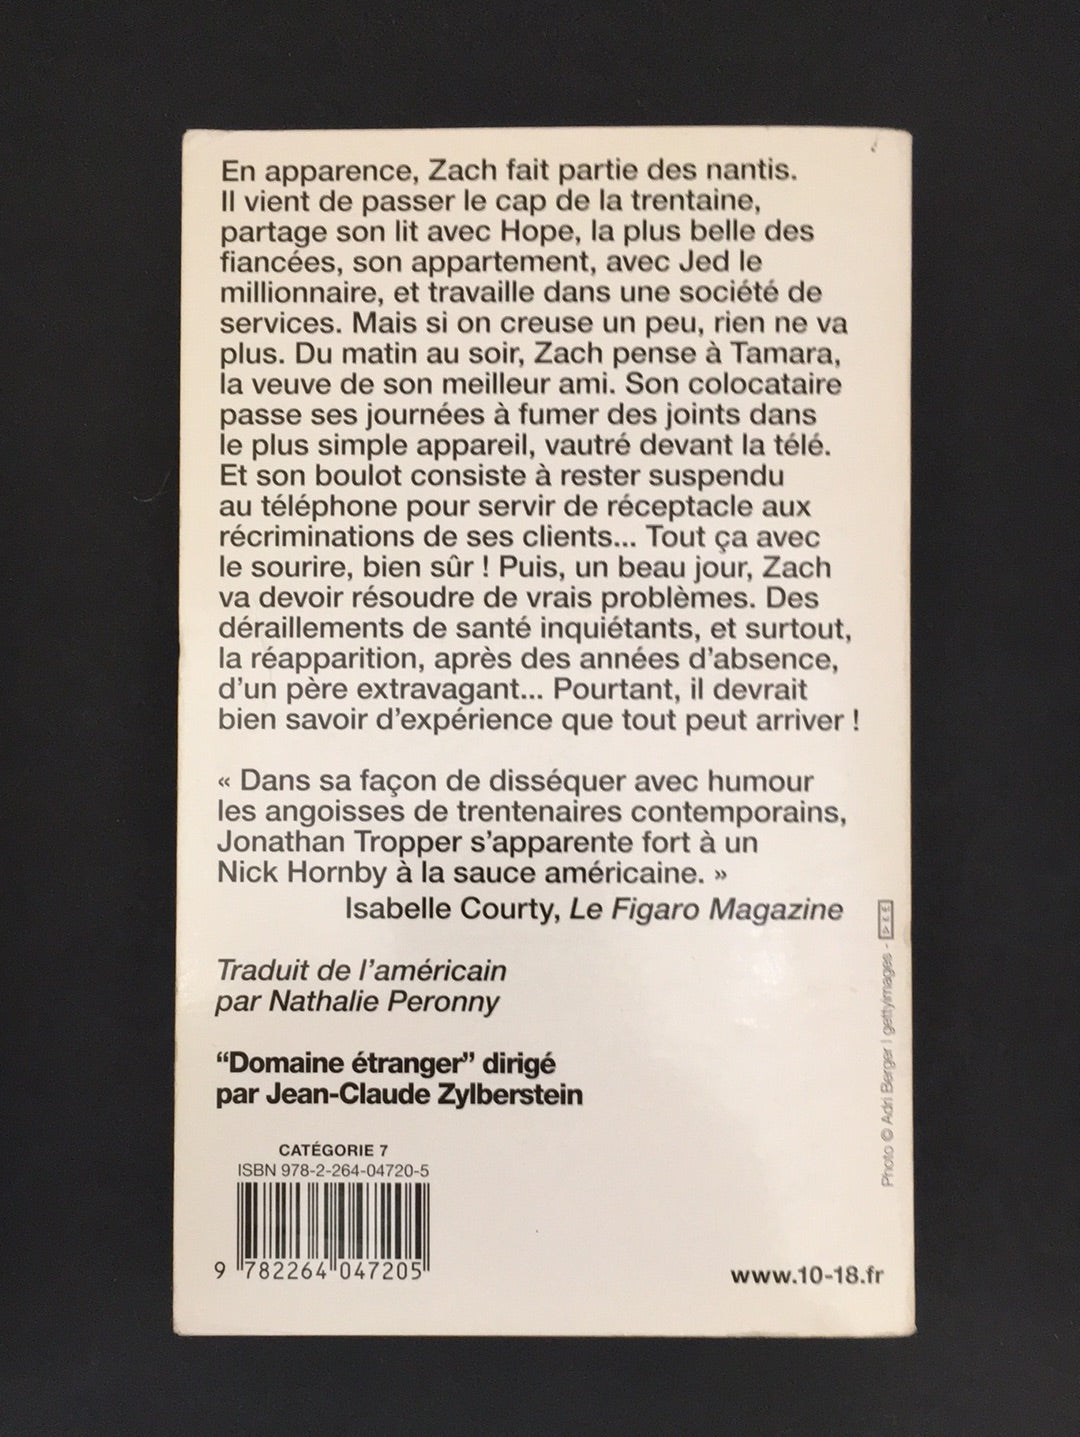 En apparence, Zach fait partie des nantis.
Il vient de passer le cap de la trentaine,
partage son lit avec Hope, la plus belle des
fiancées, son appartement, avec Jed le
millionnaire, et travaille dans une société de
services. Mais si on creuse un peu, rien ne va
plus. Du matin au soir, Zach pense à Tamara,
la veuve de son meilleur ami. Son colocataire
passe ses journées à fumer des joints dans
le plus simple appareil, vautré devant la télé.
Et son boulot consiste à rester suspendu
au téléphone pour servir de réceptacle aux
récriminations de ses clients... Tout ça avec
le sourire, bien sûr ! Puis, un beau jour, Zach
va devoir résoudre de vrais problèmes. Des
déraillements de santé inquiétants, et surtout,
la réapparition, après des années d'absence,
d'un père extravagant... Pourtant, il devrait
bien savoir d'expérience que tout peut arriver !
« Dans sa façon de disséquer avec humour
les angoisses de trentenaires contemporains,
Jonathan Tropper s'apparente fort à un
Nick Hornby à la sauce américaine. »
Isabelle Courty, Le Figaro Magazine
Traduit de l'américain
par Nathalie Peronny
“Domaine étranger” dirigé
par Jean-Claude Zylberstein
CATÉGORIE 7
ISBN 978-2-264-04720-5
9 782264 047205
www.10-18.fr
Photo © Adri Berger | gettyimages -